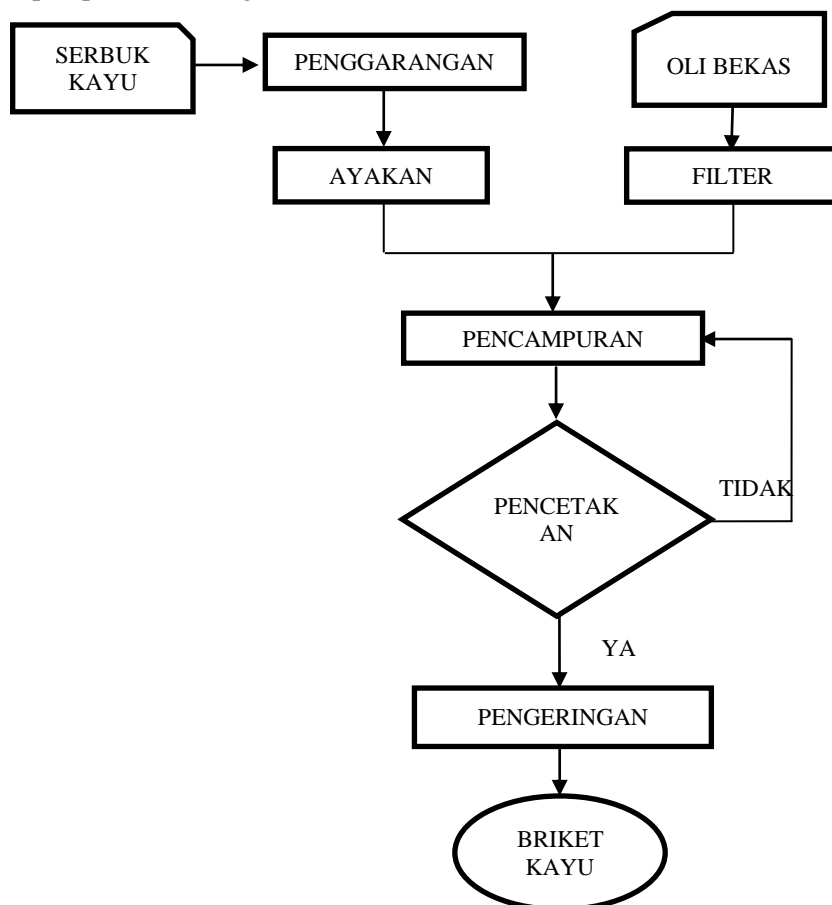 SERBUK
KAYU
PENGGARANGAN
OLI BEKAS
AYAKAN
FILTER
PENCAMPURAN
PENCETAK
AN
TIDAK
YA
PENGERINGAN
BRIKET
KAYU